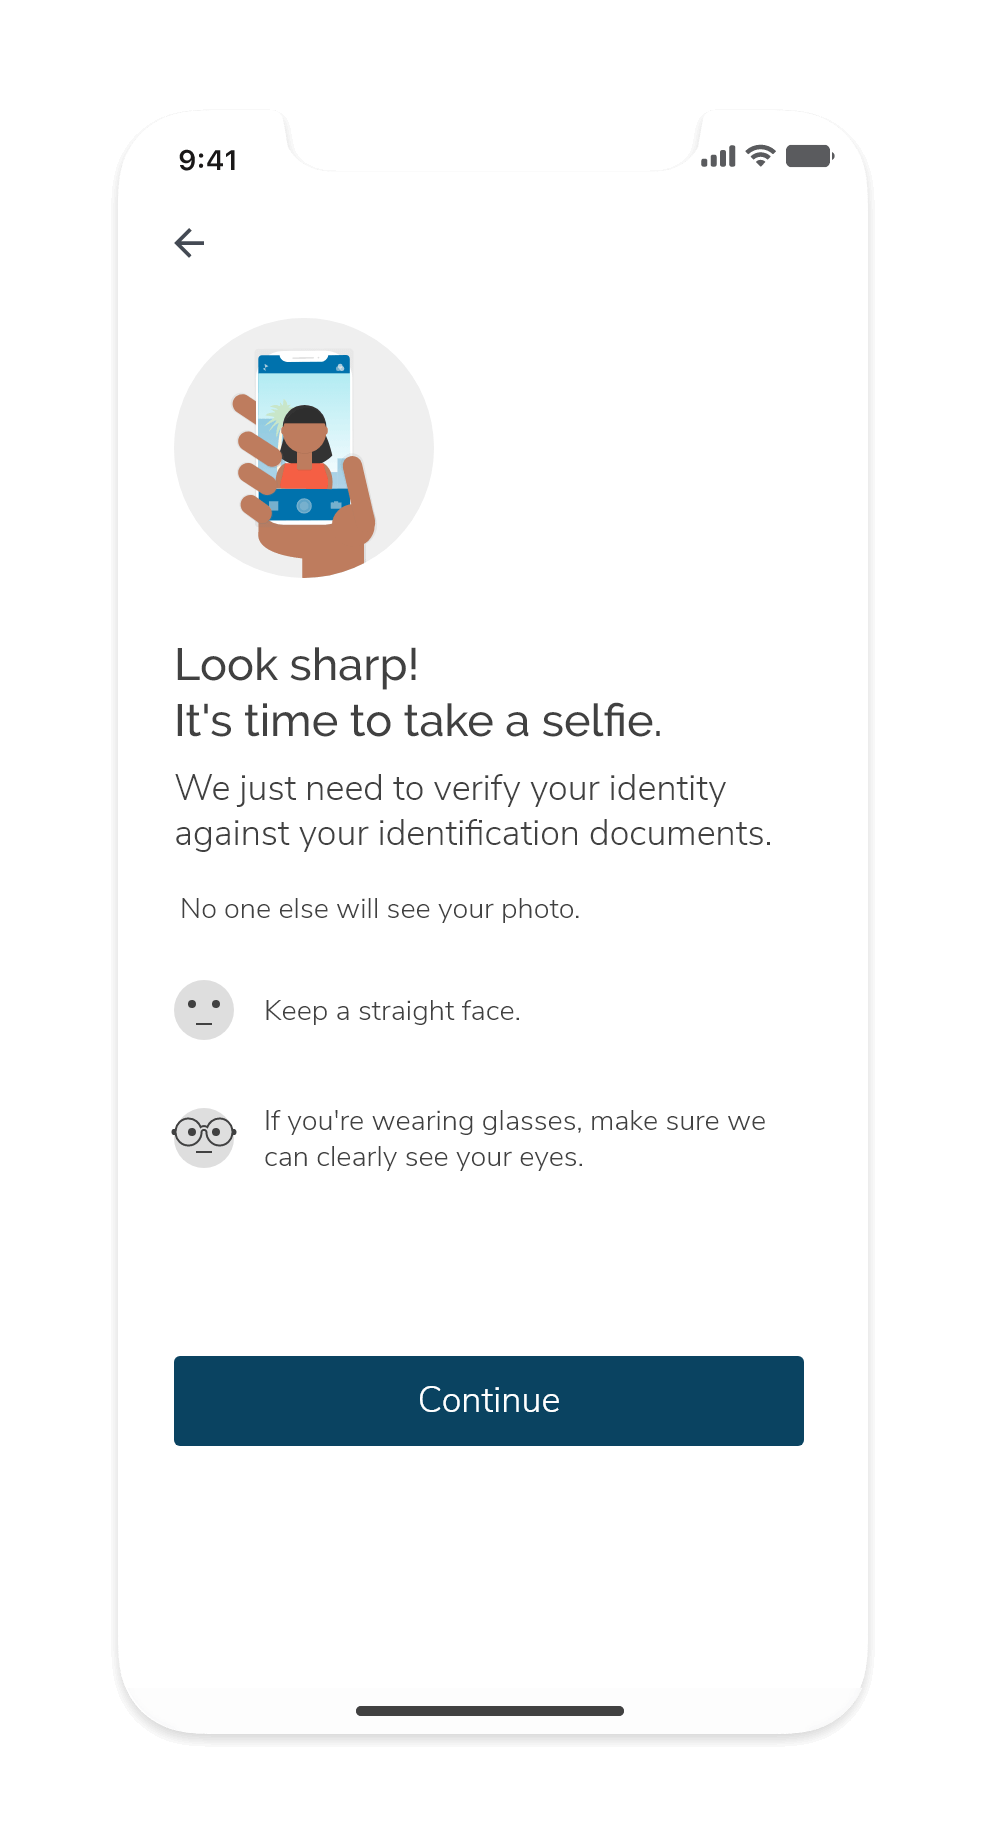 9:41
Look sharp!
It's time to take a selfie.
We just need to verify your identity
against your identification documents.
No one else will see your photo.
Keep a straight face.
If you're wearing glasses, make sure we
can clearly see your eyes.
Continue